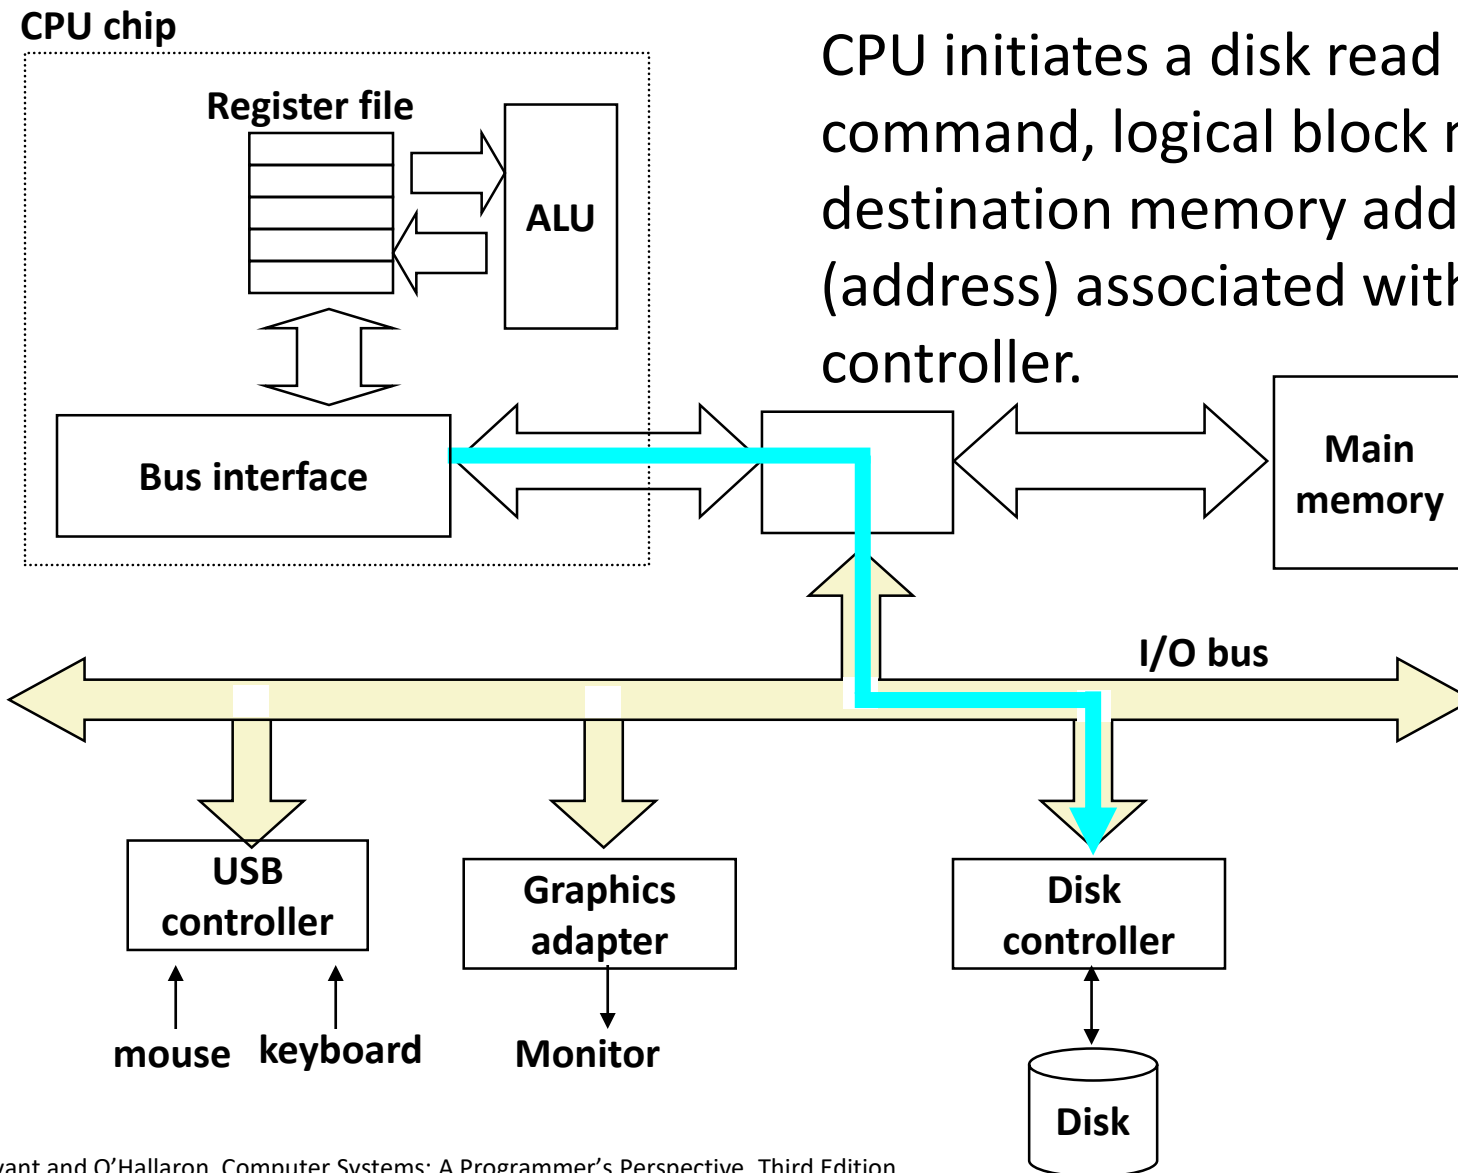 CPU chip
CPU initiates a disk read
command, logical block
destination memory
(address) associated
controller.
Register file
ALU
Bus interface
Main
memory
I/O bus
USB
controller
Graphics
adapter
Disk
controller
mouse
keyboard
Monitor
Disk
and O'Hallaron, Computer Systems: A Programmer's Perspective, Third Edition